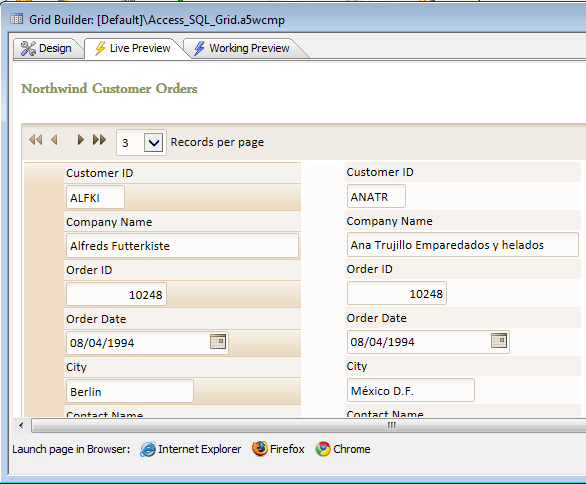 Grid Builder: [Default]\Access_SQL_Grid.a5wcmp
Design Live Preview Working Preview
Northwind Customer Orders
3 Records per page
Customer ID Customer ID
ALFKI ANATR
Company Name Company Name
Alfreds Futterkiste Ana Trujillo Emparedados y helados
Order ID Order ID
10248 10248
Order Date Order Date
08/04/1994 08/04/1994
City City
Berlin México D.F.
Contact Name Contact Name
Launch page in Browser: Internet Explorer Firefox Chrome